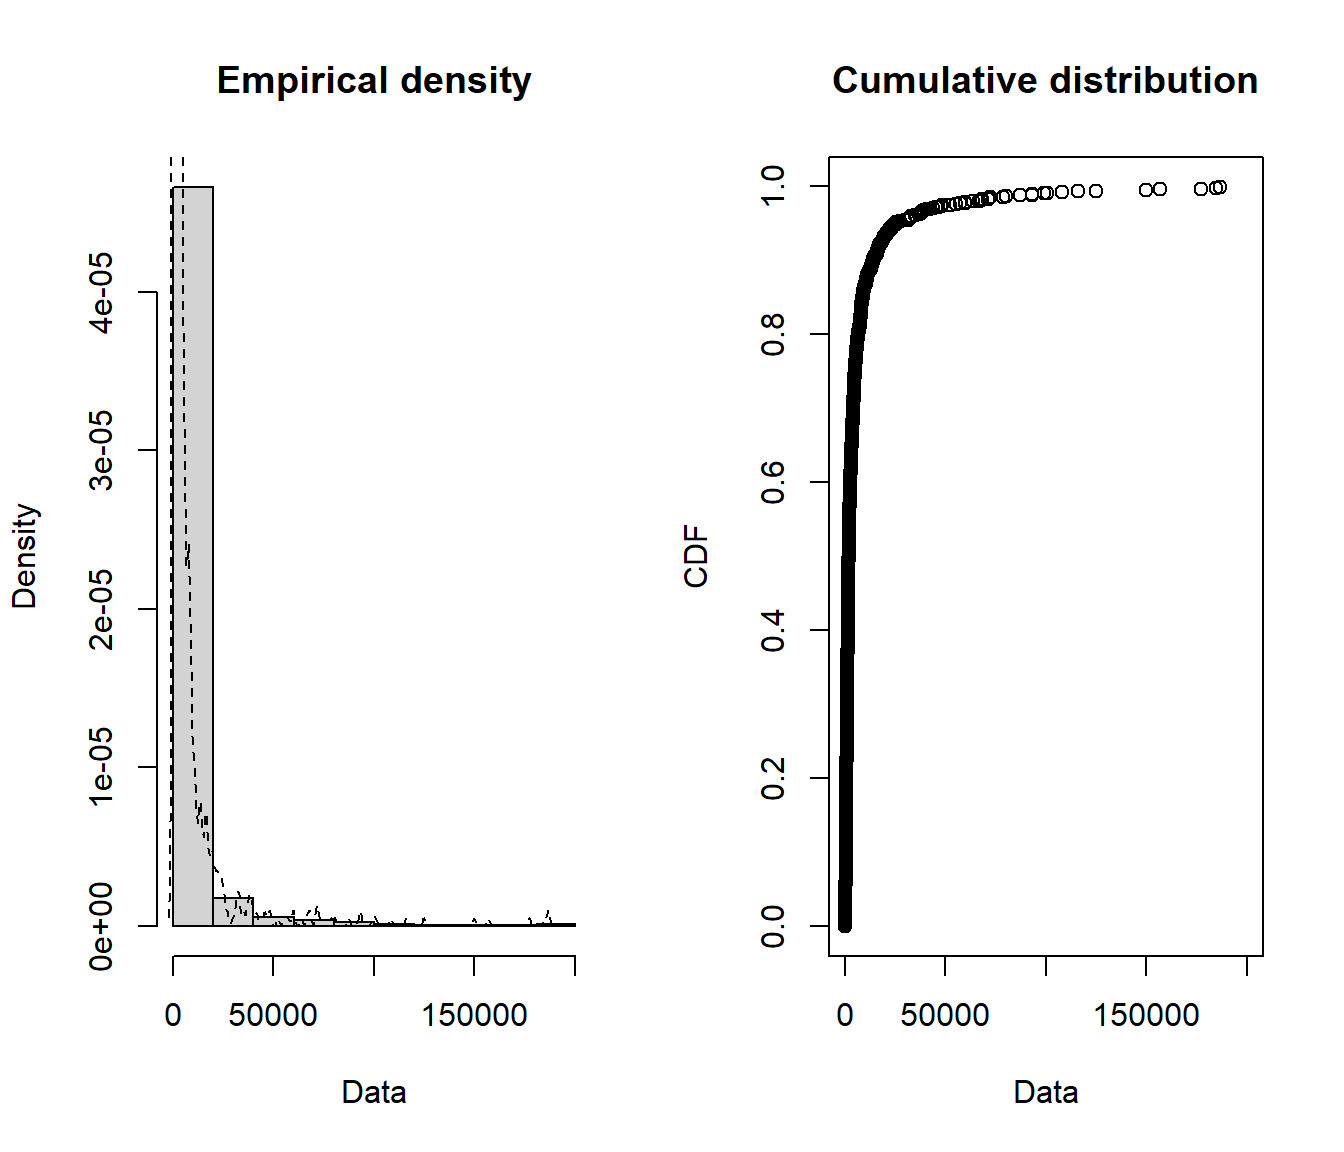 Empirical density
Density
0e+00
1e-05
2e-05
3e-05
4e-05
0
50000
150000
Data
Cumulative distribution
CDF
0.0
0.2
0.4
0.6
0.8
1.0
0
50000
150000
Data